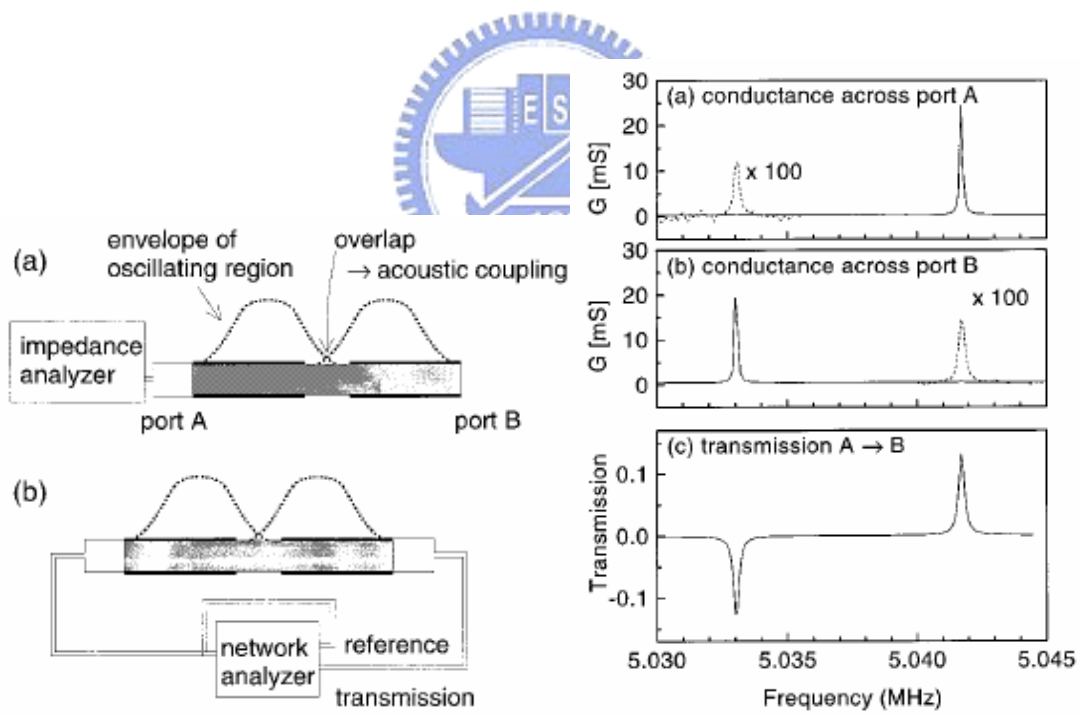 E S
(a)
envelope of
oscillating region
overlap
→ acoustic coupling
impedance
analyzer
port A
port B
(b)
network
analyzer
reference
transmission
(a) conductance across port A
30
20
10
0
G [mS]
x 100
(b) conductance across port B
30
20
10
0
G [mS]
x 100
(c) transmission A → B
0.1
0.0
-0.1
Transmission
5.030
5.035
5.040
5.045
Frequency (MHz)